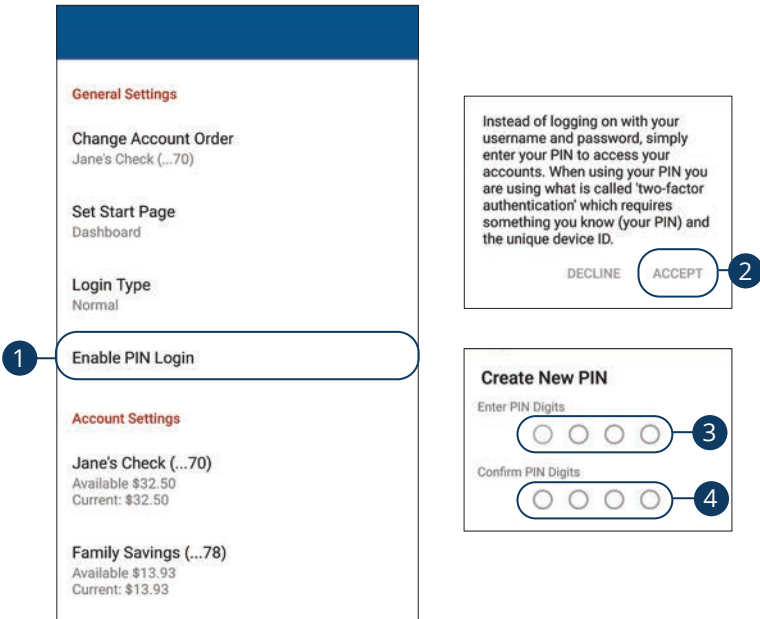 General Settings
Change Account Order
Jane's Check (...70)
Set Start Page
Dashboard
Login Type
Normal
1
Enable PIN Login
Account Settings
Jane's Check (...70)
Available $32.50
Current: $32.50
Family Savings (...78)
Available $13.93
Current: $13.93
Instead of logging on with your
username and password, simply
enter your PIN to access your
accounts. When using your PIN you
are using what is called 'two-factor
authentication' which requires
something you know (your PIN) and
the unique device ID.
DECLINE ACCEPT 2
Create New PIN
Enter PIN Digits
3
Confirm PIN Digits
4